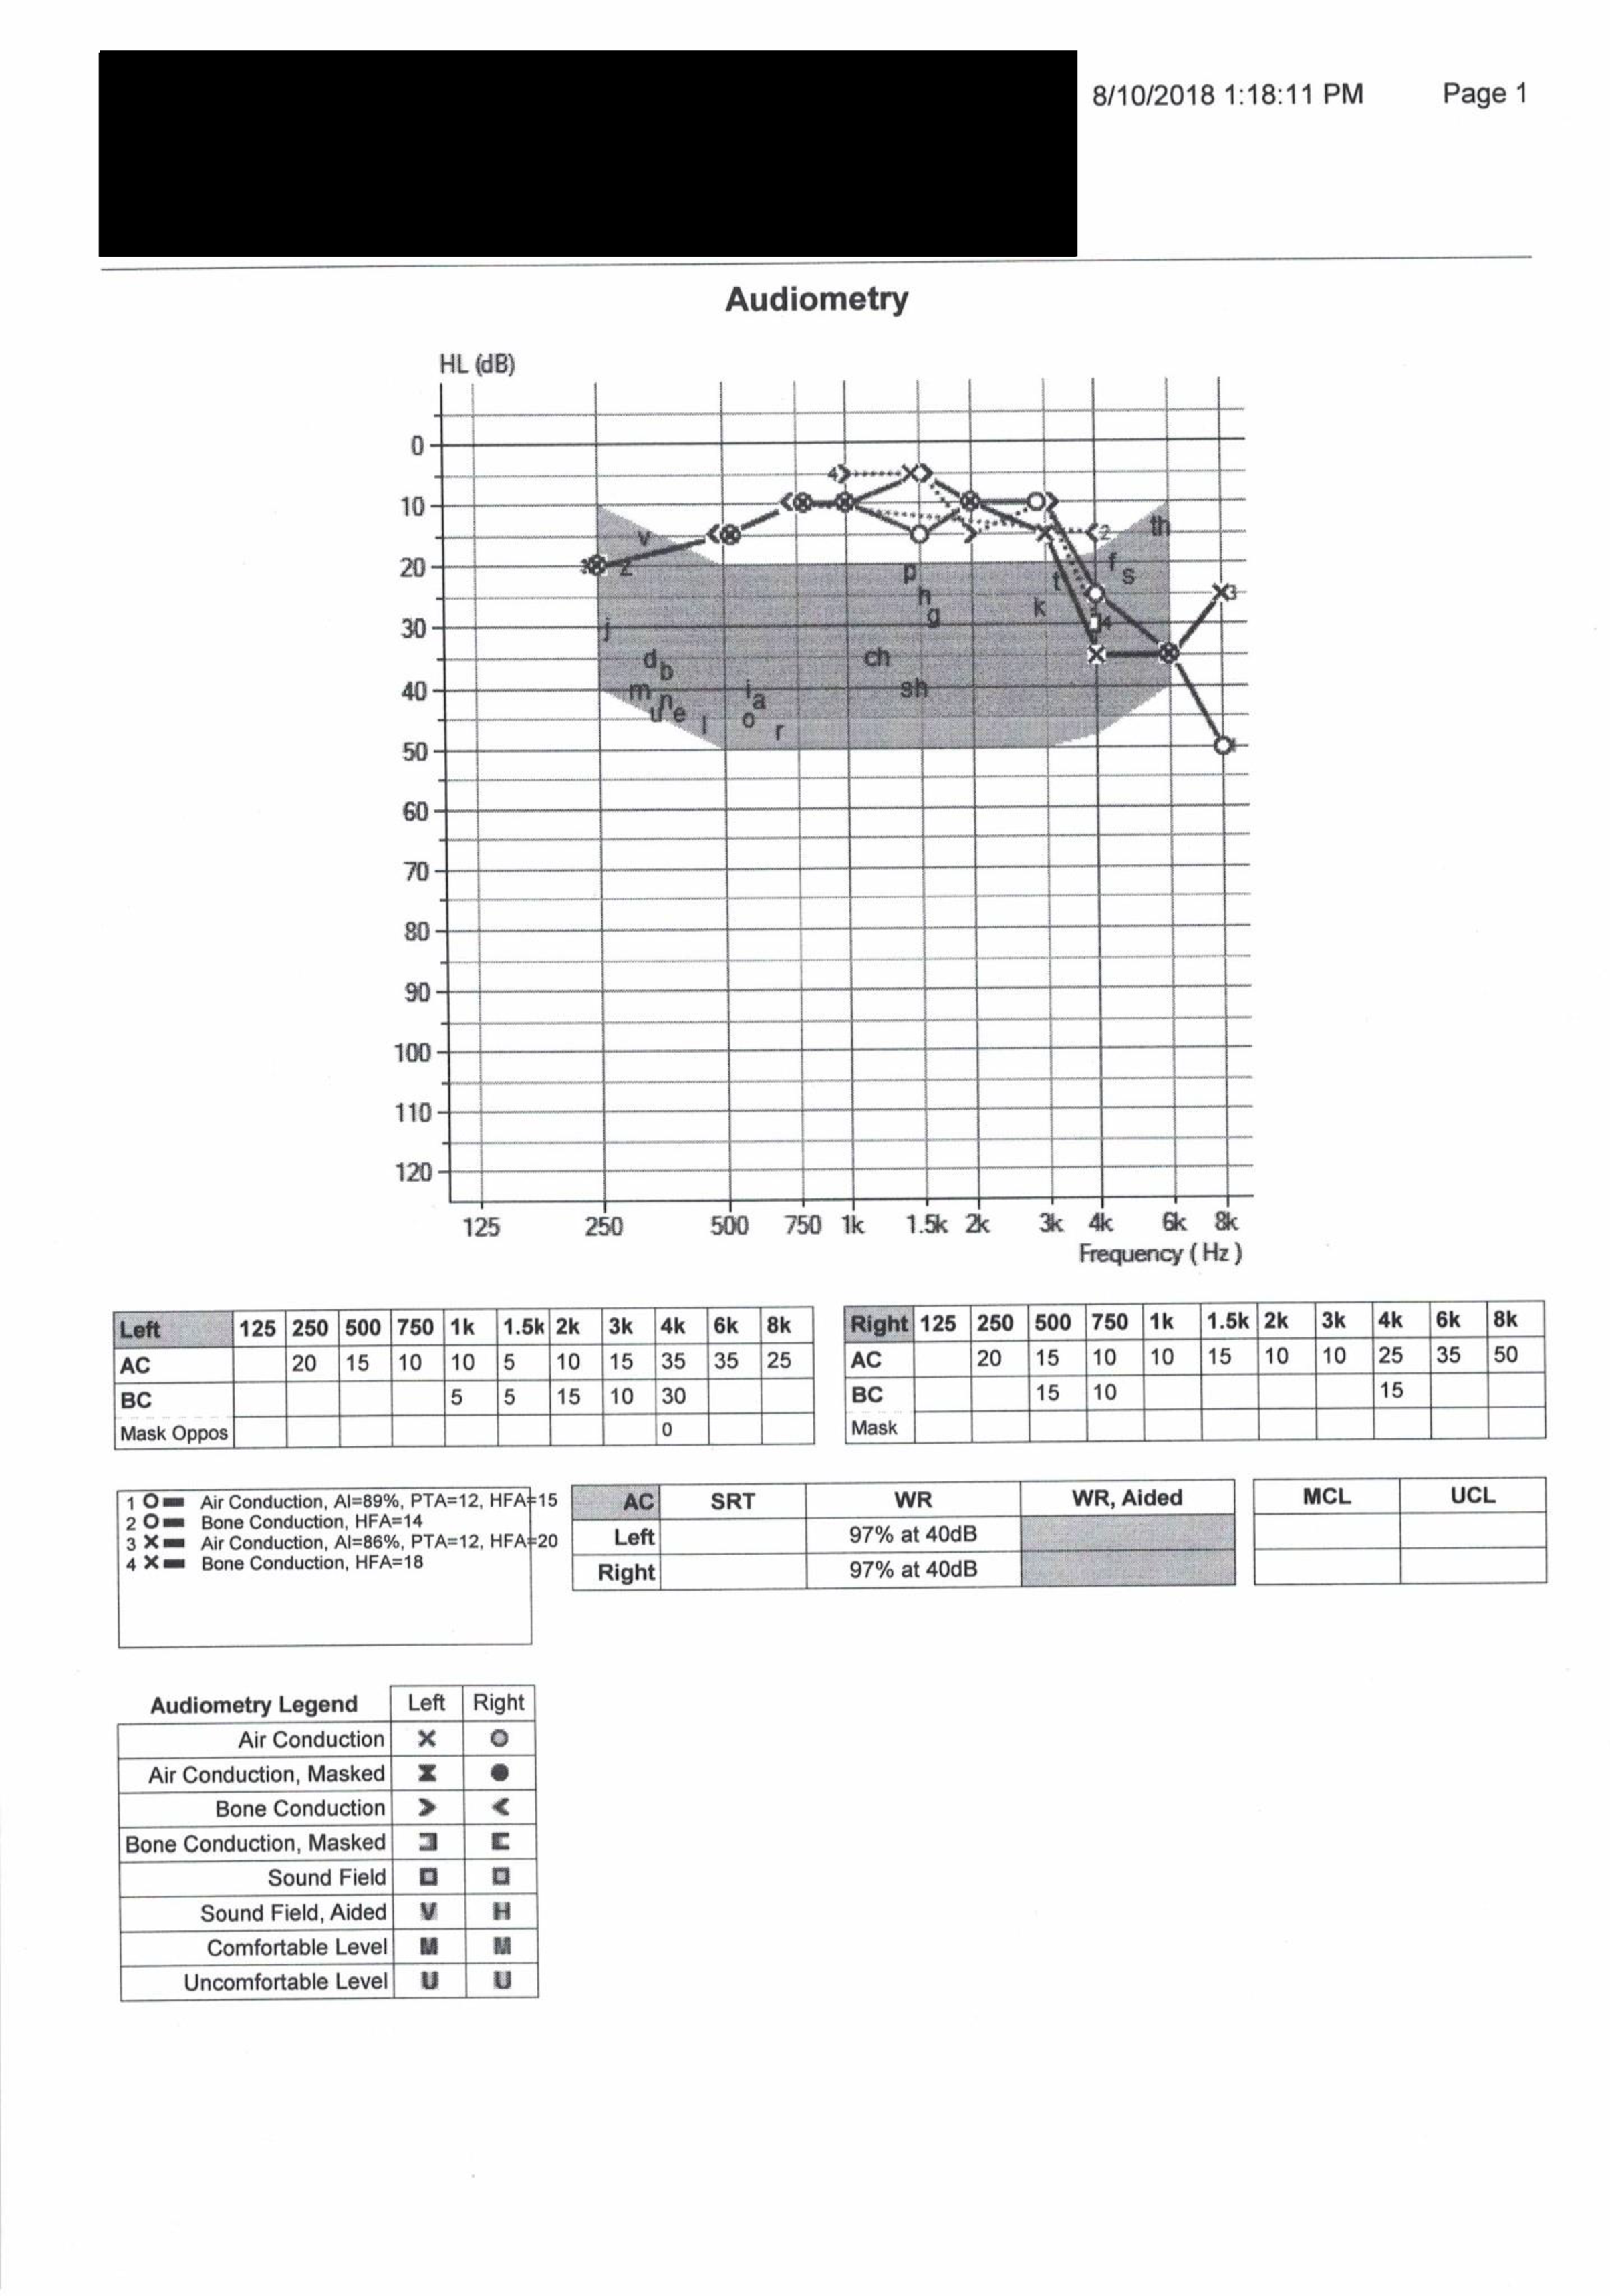 8/10/2018 1:18:11 PM Page 1
Audiometry
HL (dB)
0
10
20
30
40
50
60
70
80
90
100
110
120
v
th
f
s
p
h
g
t
k
j
d
b
m
n
u
e
l
i
a
o
r
ch
sh
4
2
3
125 250 500 750 1k 1.5k 2k 3k 4k 6k 8k
Frequency ( Hz )
Left 125 250 500 750 1k 1.5k 2k 3k 4k 6k 8k
AC 20 15 10 10 5 10 15 35 35 25
BC 5 5 15 10 30
Mask Oppos 0
Right 125 250 500 750 1k 1.5k 2k 3k 4k 6k 8k
AC 20 15 10 10 15 10 10 25 35 50
BC 15 10 15
Mask
1 Air Conduction, AI=89%, PTA=12, HFA=15
2 Bone Conduction, HFA=14
3 Air Conduction, AI=86%, PTA=12, HFA=20
4 Bone Conduction, HFA=18
AC SRT WR WR, Aided
Left 97% at 40dB
Right 97% at 40dB
MCL UCL
Audiometry Legend Left Right
Air Conduction
Air Conduction, Masked
Bone Conduction
Bone Conduction, Masked
Sound Field
Sound Field, Aided V H
Comfortable Level M M
Uncomfortable Level U U